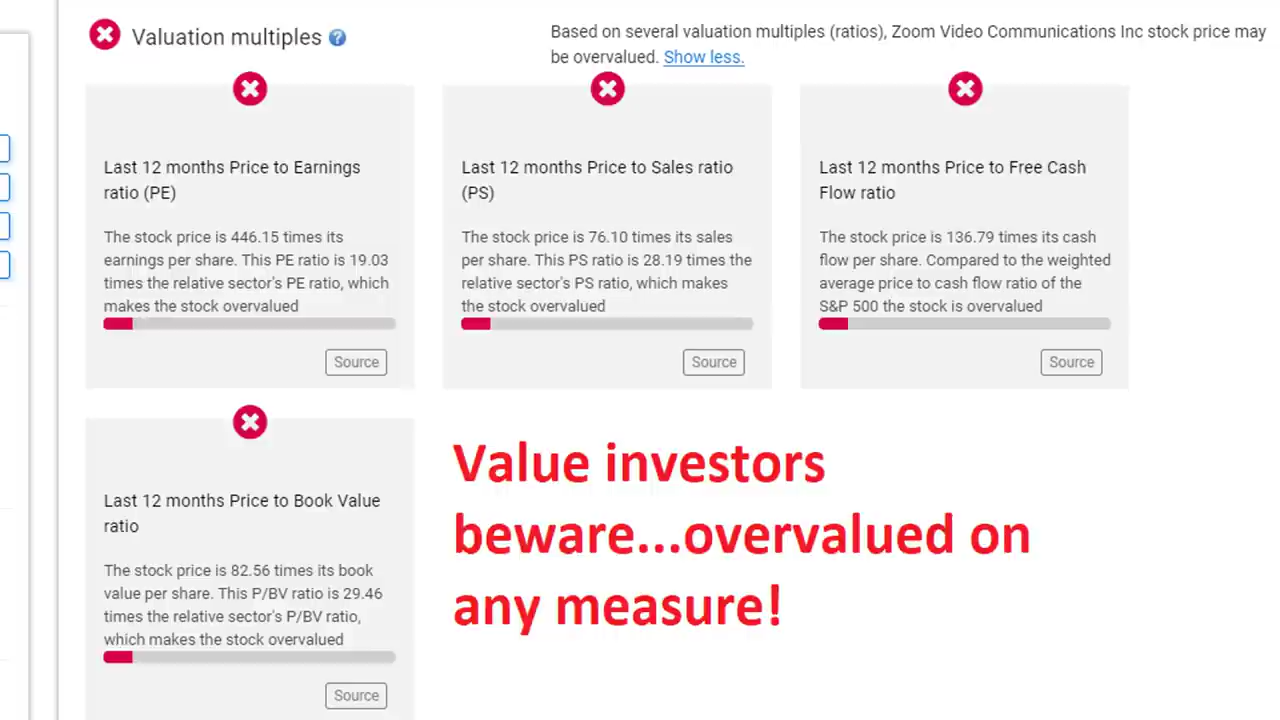 Valuation multiples
Based on several valuation multiples (ratios), Zoom Video Communications Inc stock price may
be overvalued. Show less.
Last 12 months Price to Earnings
ratio (PE)
The stock price is 446.15 times its
earnings per share. This PE ratio is 19.03
times the relative sector's PE ratio, which
makes the stock overvalued
Source
Last 12 months Price to Sales ratio
(PS)
The stock price is 76.10 times its sales
per share. This PS ratio is 28.19 times the
relative sector's PS ratio, which makes
the stock overvalued
Source
Last 12 months Price to Free Cash
Flow ratio
The stock price is 136.79 times its cash
flow per share. Compared to the weighted
average price to cash flow ratio of the
S&P 500 the stock is overvalued
Source
Last 12 months Price to Book Value
ratio
The stock price is 82.56 times its book
value per share. This P/BV ratio is 29.46
times the relative sector's P/BV ratio,
which makes the stock overvalued
Source
Value investors
beware...overvalued on
any measure!